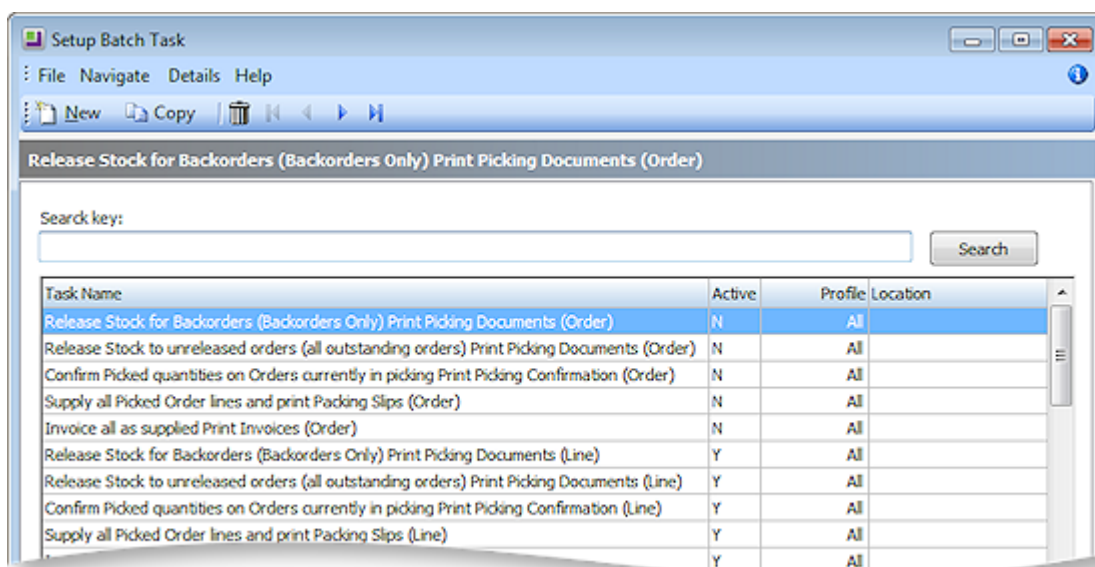 Setup Batch Task
File Navigate Details Help
New Copy
Release Stock for Backorders (Backorders Only) Print Picking Documents (Order)
Searck key:
Search
Task Name Active Profile Location
Release Stock for Backorders (Backorders Only) Print Picking Documents (Order) N All
Release Stock to unreleased orders (all outstanding orders) Print Picking Documents (Order) N All
Confirm Picked quantities on Orders currently in picking Print Picking Confirmation (Order) N All
Supply all Picked Order lines and print Packing Slips (Order) N All
Invoice all as supplied Print Invoices (Order) N All
Release Stock for Backorders (Backorders Only) Print Picking Documents (Line) Y All
Release Stock to unreleased orders (all outstanding orders) Print Picking Documents (Line) Y All
Confirm Picked quantities on Orders currently in picking Print Picking Confirmation (Line) Y All
Supply all Picked Order lines and print Packing Slips (Line) Y All
Y All